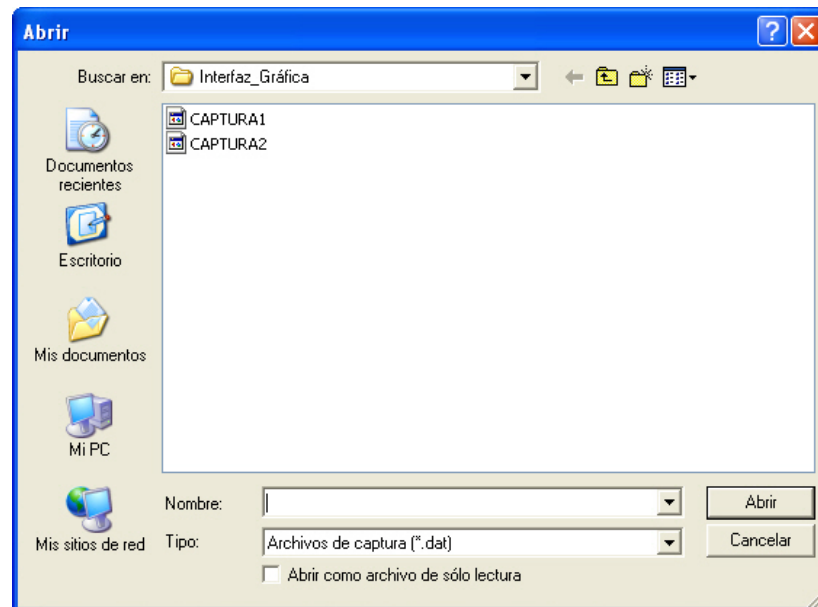 Abrir
Buscar en: Interfaz_Gráfica
CAPTURA1
CAPTURA2
Documentos
recientes
Escritorio
Mis documentos
Mi PC
Mis sitios de red
Nombre:
Abrir
Tipo: Archivos de captura (*.dat)
Cancelar
Abrir como archivo de sólo lectura